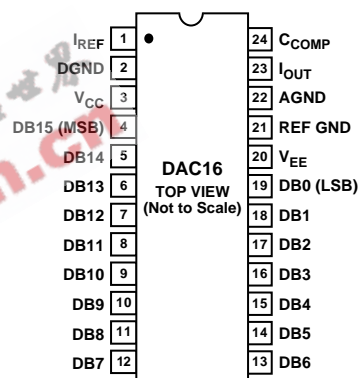 IREF 1 24 CCOMP
DGND 2 23 IOUT
VCC 3 22 AGND
DB15 (MSB) 4 21 REF GND
DB14 5 20 VEE
DB13 6 19 DB0 (LSB)
DB12 7 18 DB1
DB11 8 17 DB2
DB10 9 16 DB3
DB9 10 15 DB4
DB8 11 14 DB5
DB7 12 13 DB6
DAC16
TOP VIEW
(Not to Scale)